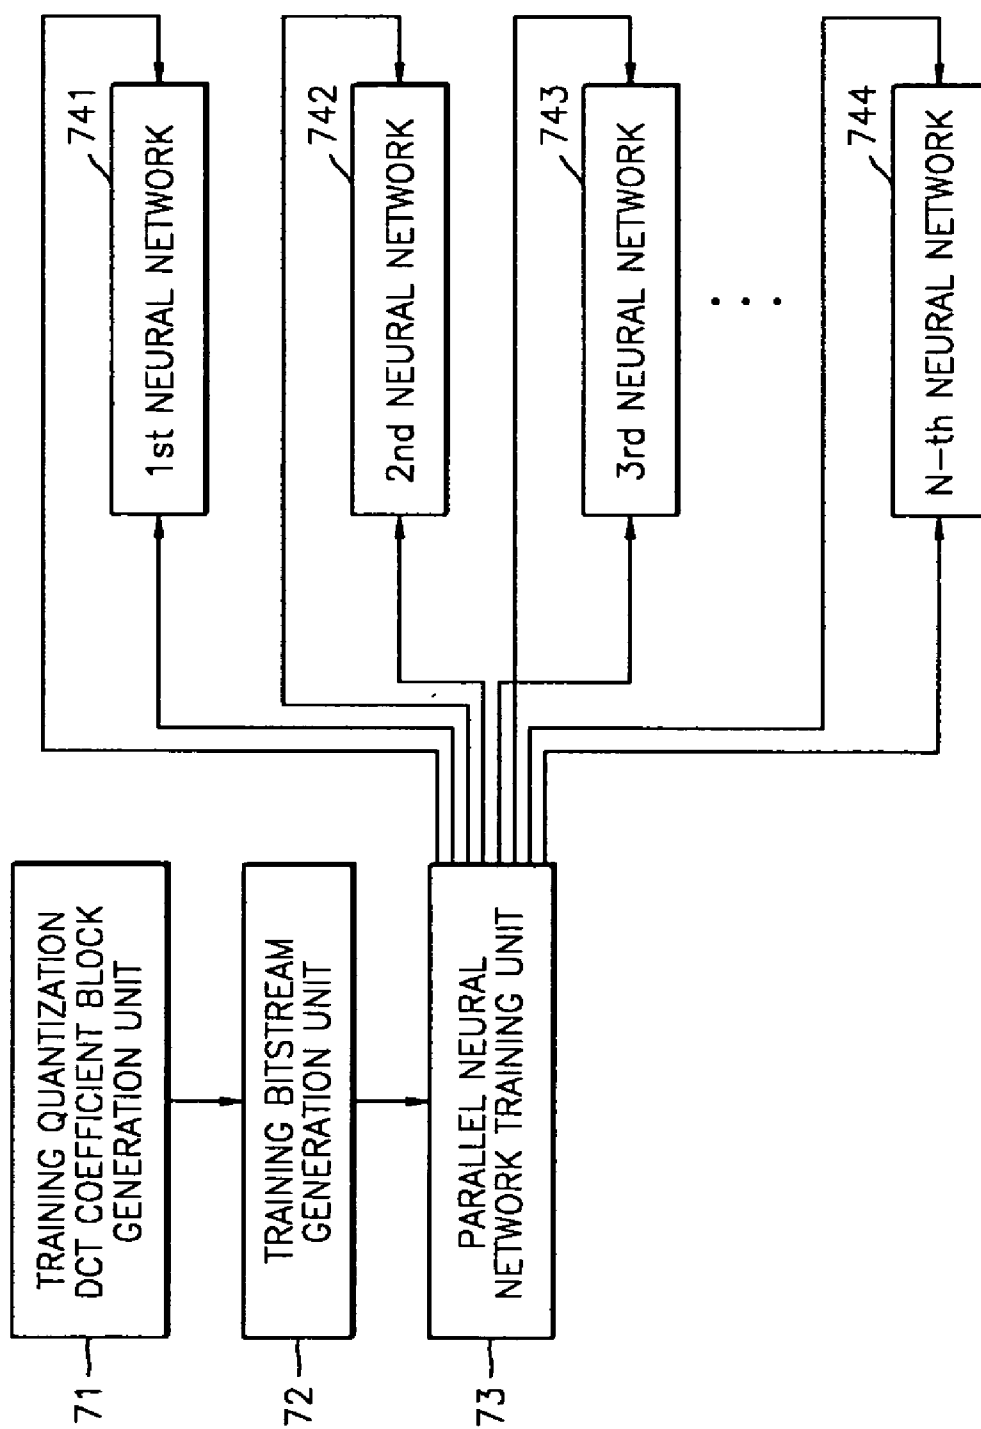 TRAINING QUANTIZATION
DCT COEFFICIENT BLOCK
GENERATION UNIT
71
TRAINING BITSTREAM
GENERATION UNIT
72
PARALLEL NEURAL
NETWORK TRAINING UNIT
73
741
1st NEURAL NETWORK
742
2nd NEURAL NETWORK
743
3rd NEURAL NETWORK
• • •
744
N-th NEURAL NETWORK